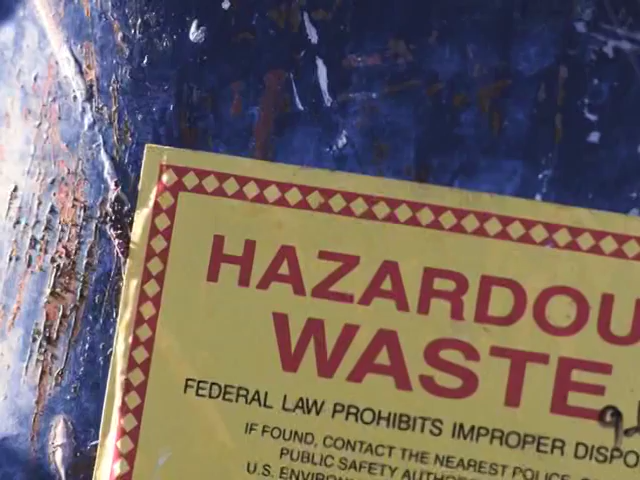 HAZARDOU
WASTE
FEDERAL LAW PROHIBITS IMPROPER DISPO
IF FOUND, CONTACT THE NEAREST POLICE
PUBLIC SAFETY
U.S.